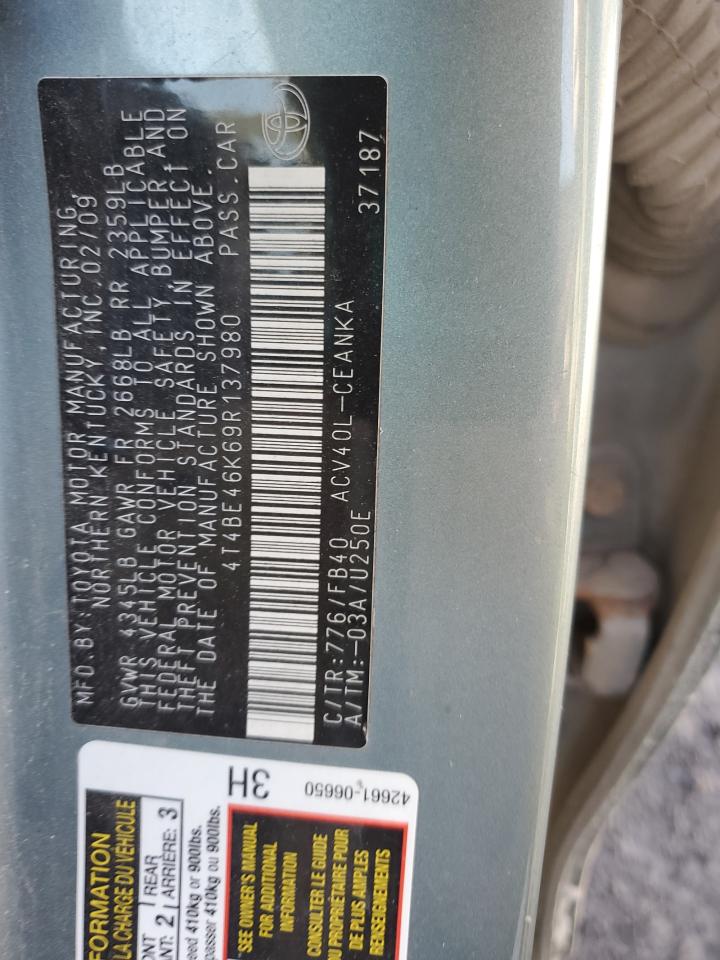 MFD. BY: TOYOTA MOTOR MANUFACTURING,
NORTHERN KENTUCKY, INC. 02/09
GVWR 4345LB GAWR FR 2668LB RR 2359LB
THIS VEHICLE CONFORMS TO ALL APPLICABLE
FEDERAL MOTOR VEHICLE SAFETY, BUMPER AND
THEFT PREVENTION STANDARDS IN EFFECT ON
THE DATE OF MANUFACTURE SHOWN ABOVE.
4T4BE46K69R137980 PASS.CAR
C/TR:776/FB40 ACV40L-CEANKA
A/TM:-03A/U250E 37187
3H
42661-06650
FORMATION
LA CHARGE DU VÉHICULE
ONT REAR
ANT: 2 ARRIÈRE: 3
eed 410kg or 900lbs.
passer 410kg ou 900lbs.
SEE OWNER'S MANUAL
FOR ADDITIONAL
INFORMATION
CONSULTER LE GUIDE
DU PROPRIÉTAIRE POUR
DE PLUS AMPLES
RENSEIGNEMENTS